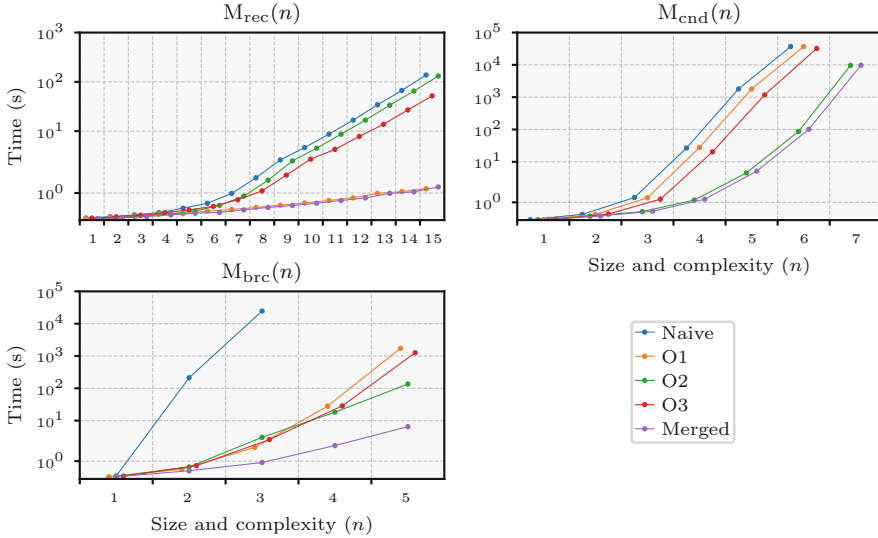 M_rec(n)
Time (s)
10^3
10^2
10^1
10^0
1 2 3 4 5 6 7 8 9 10 11 12 13 14 15
M_cnd(n)
10^5
10^4
10^3
10^2
10^1
10^0
1 2 3 4 5 6 7
Size and complexity (n)
M_brc(n)
Time (s)
10^5
10^4
10^3
10^2
10^1
10^0
1 2 3 4 5
Size and complexity (n)
Naive
O1
O2
O3
Merged